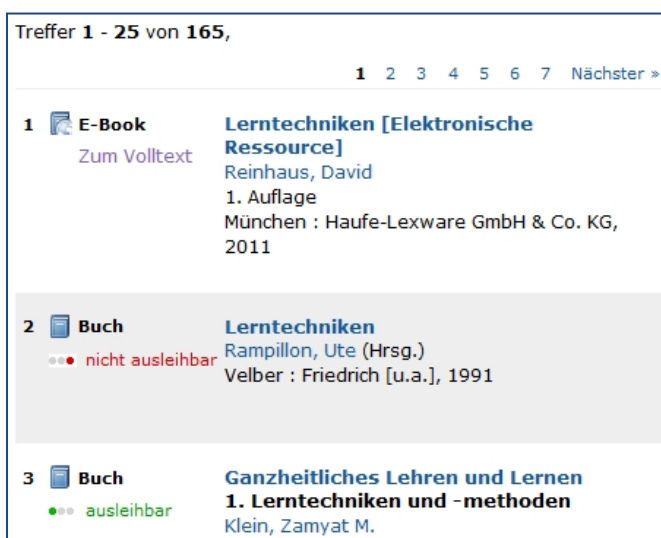 Treffer 1 - 25 von 165,
1 2 3 4 5 6 7 Nächster »
1 E-Book Lerntechniken [Elektronische
Ressource]
Zum Volltext
Reinhaus, David
1. Auflage
München : Haufe-Lexware GmbH & Co. KG,
2011
2 Buch Lerntechniken
nicht ausleihbar Rampillon, Ute (Hrsg.)
Velber : Friedrich [u.a.], 1991
3 Buch Ganzheitliches Lehren und Lernen
1. Lerntechniken und -methoden
ausleihbar
Klein, Zamyat M.